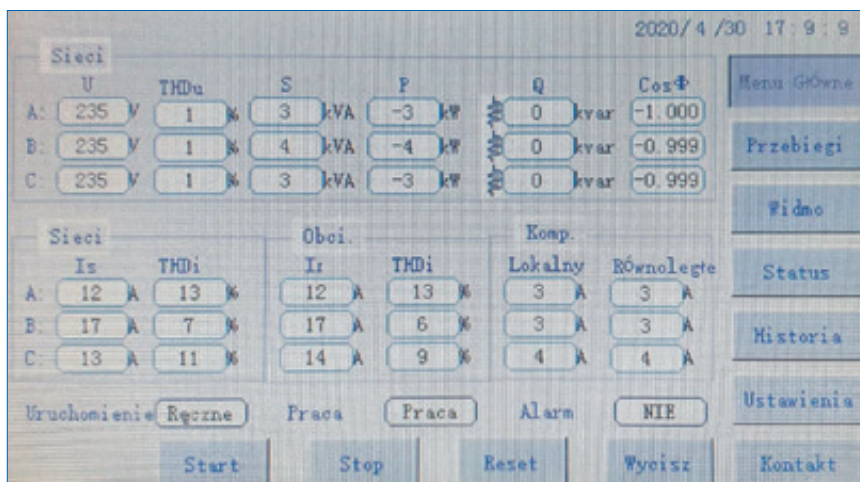 2020/4/30 17:9:9
Sieci
U THDu S P Q CosΦ
A: 235 V 1 % 3 kVA -3 kW 0 kvar -1.000
B: 235 V 1 % 4 kVA -4 kW 0 kvar -0.999
C: 235 V 1 % 3 kVA -3 kW 0 kvar -0.999
Sieci Obci. Komp.
Is THDi Iz THDi Lokalny Równoległe
A: 12 A 13 % 12 A 13 % 3 A 3 A
B: 17 A 7 % 17 A 6 % 3 A 3 A
C: 13 A 11 % 14 A 9 % 4 A 4 A
Uruchomienie Ręczne Praca Praca Alarm NIE
Start Stop Reset Wycisz
Menu Główne
Przebiegi
Widmo
Status
Historia
Ustawienia
Kontakt